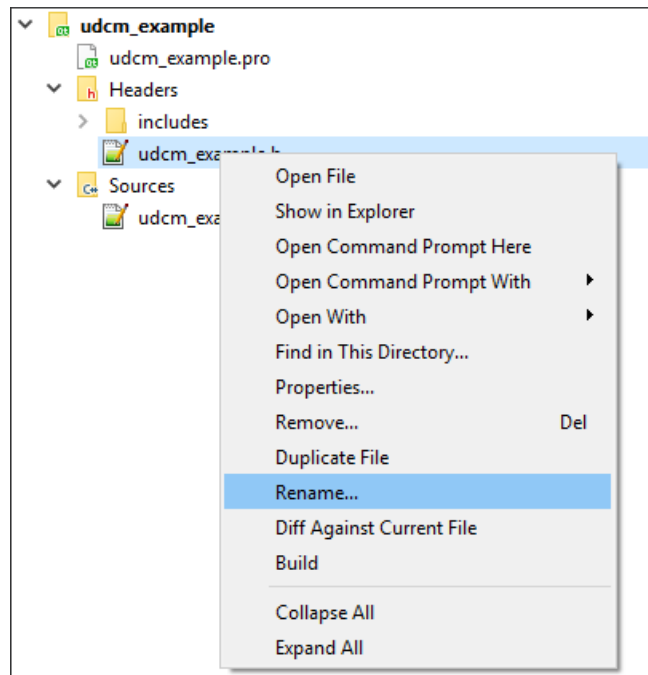 udcm_example
udcm_example.pro
Headers
includes
udcm_example.h
Open File
Sources
Show in Explorer
udcm_exa
Open Command Prompt Here
Open Command Prompt With
Open With
Find in This Directory...
Properties...
Remove... Del
Duplicate File
Rename...
Diff Against Current File
Build
Collapse All
Expand All